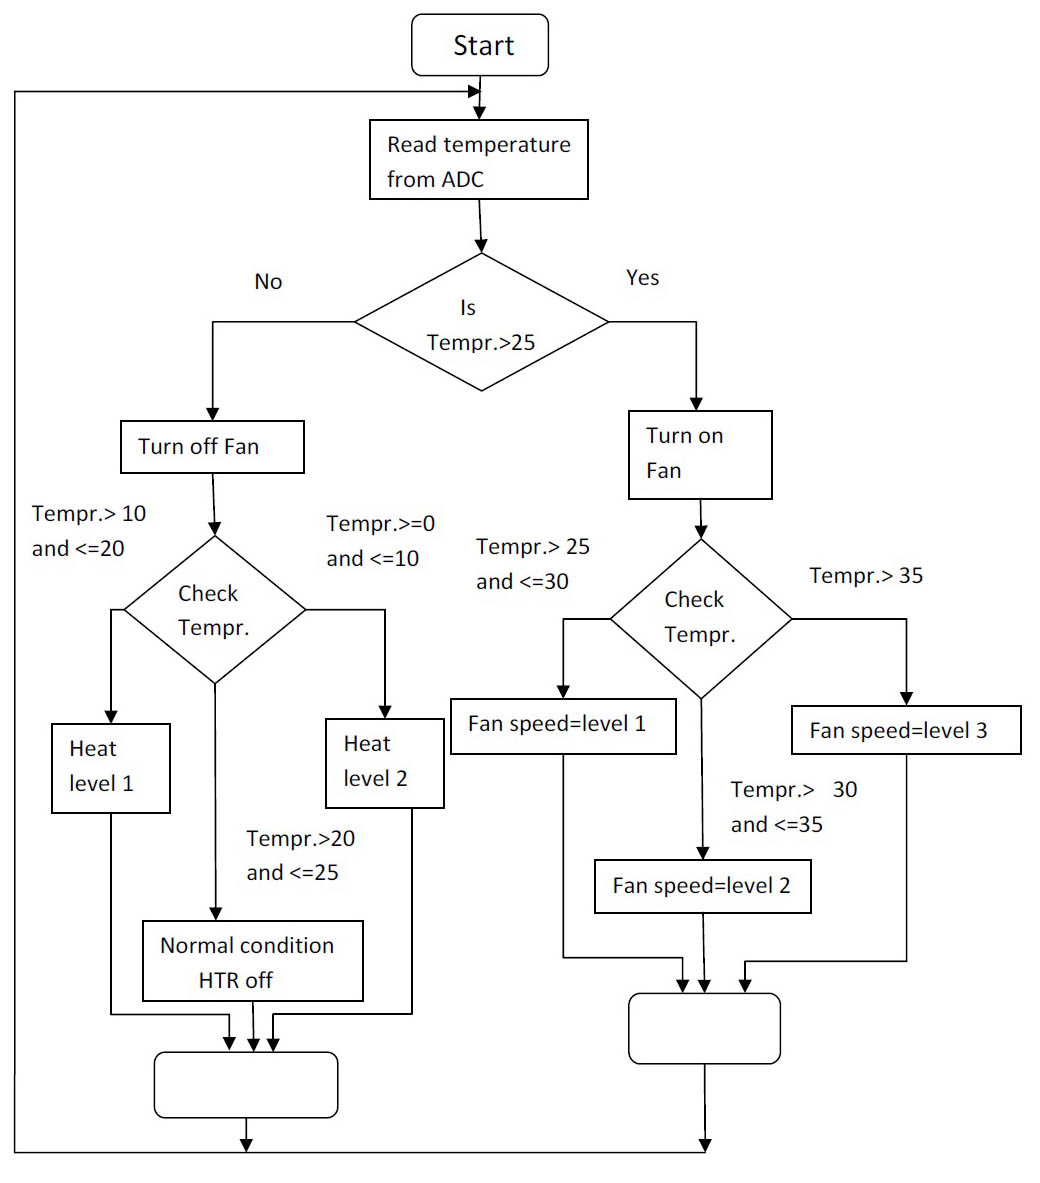 Start
Read temperature
from ADC
No
Yes
Is
Tempr.>25
Turn off Fan
Turn on
Fan
Tempr.> 10
and <=20
Tempr.>=0
and <=10
Check
Tempr.
Tempr.> 25
and <=30
Tempr.> 35
Check
Tempr.
Heat
level 1
Heat
level 2
Fan speed=level 1
Fan speed=level 3
Tempr.> 30
and <=35
Tempr.>20
and <=25
Fan speed=level 2
Normal condition
HTR off